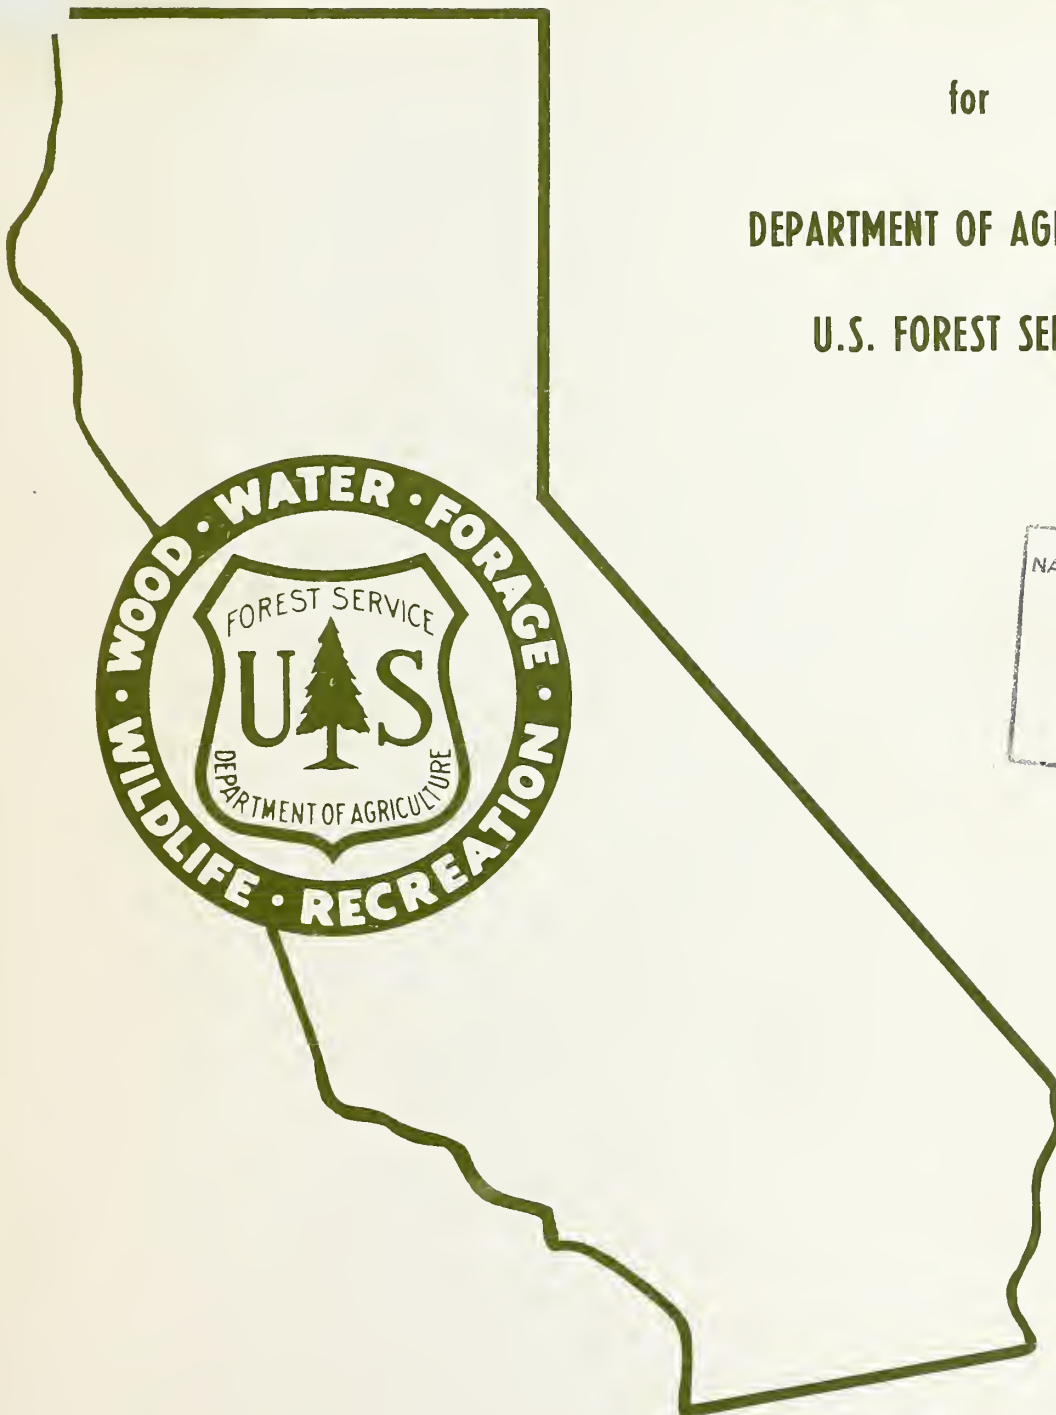 for
DEPARTMENT OF AG
U.S. FOREST SE
NA
WOOD · WATER · FORAGE · RECREATION · WILDLIFE ·
FOREST SERVICE
U S
DEPARTMENT OF AGRICULTURE